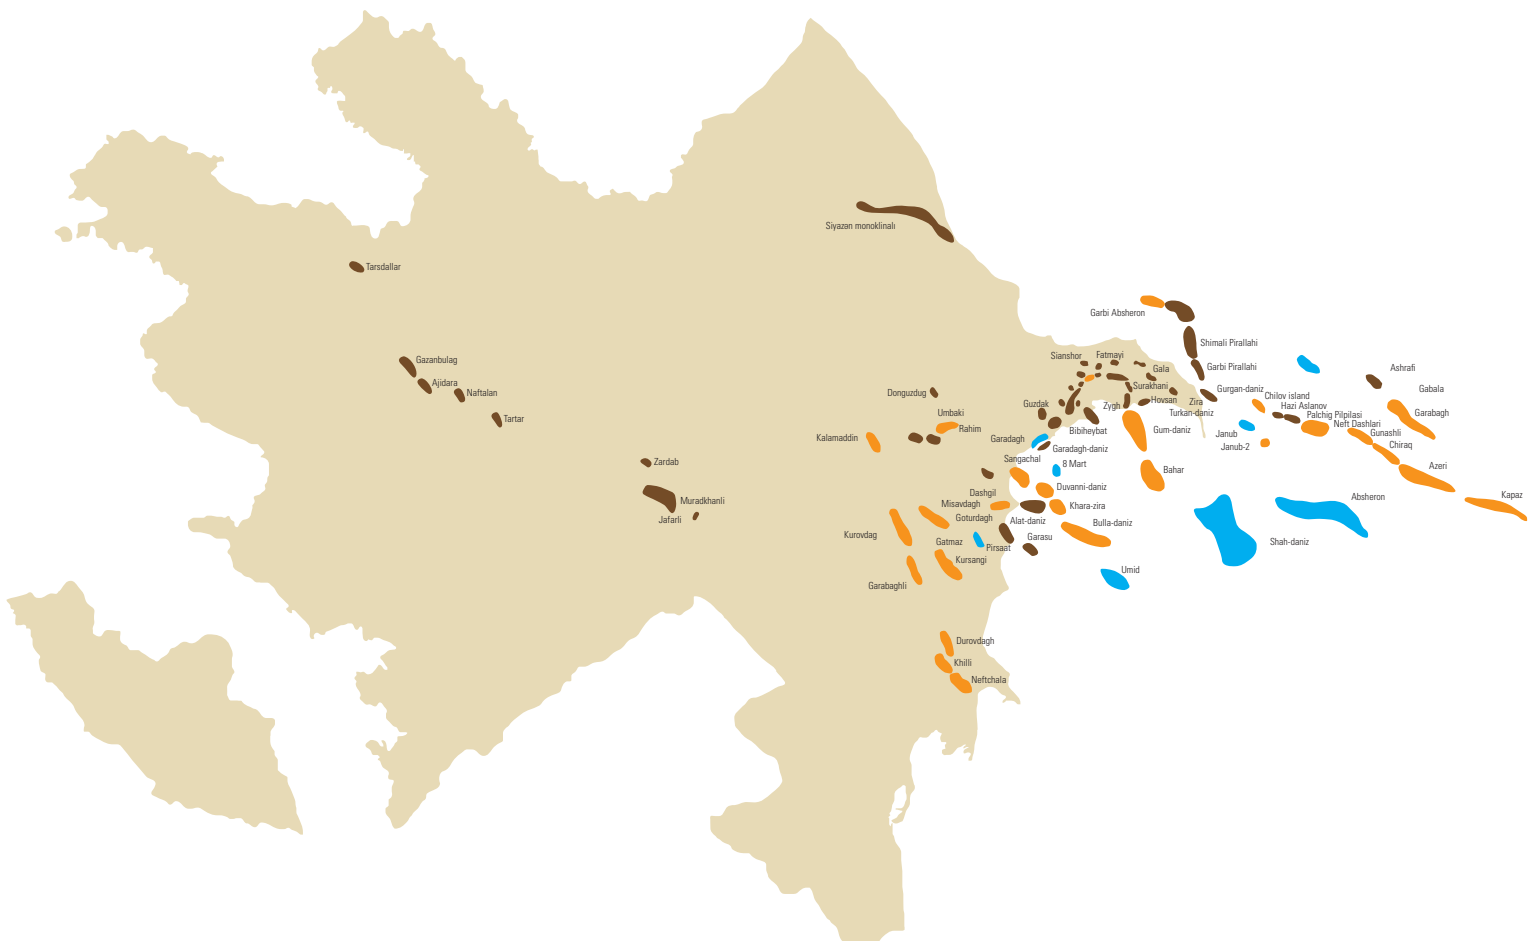 Siyazən monoklinalı
Tarsdallar
Garbi Absheron
Shimali Pirallahi
Sianshor
Fatmayi
Gazanbulag
Gala
Garbi Pirallahi
Ashrafi
Ajidara
Surakhani
Gurgan-daniz
Gabala
Naftalan
Donguzdug
Chilov island
Guzdak
Zygh
Hovsan
Zira
Hazi Aslanov
Turkan-daniz
Umbaki
Palchig Pilpilasi
Garabagh
Tartar
Neft Dashlari
Rahim
Bibiheybat
Gum-daniz
Janub
Gunashli
Kalamaddin
Garadagh
Janub-2
Chiraq
Garadagh-daniz
Zardab
Sangachal
8 Mart
Bahar
Azeri
Duvanni-daniz
Dashgil
Muradkhanli
Misavdagh
Khara-zira
Absheron
Kapaz
Jafarli
Goturdagh
Alat-daniz
Bulla-daniz
Kurovdag
Gatmaz
Pirsaat
Garasu
Shah-daniz
Kursangi
Umid
Garabaghli
Durovdagh
Khilli
Neftchala